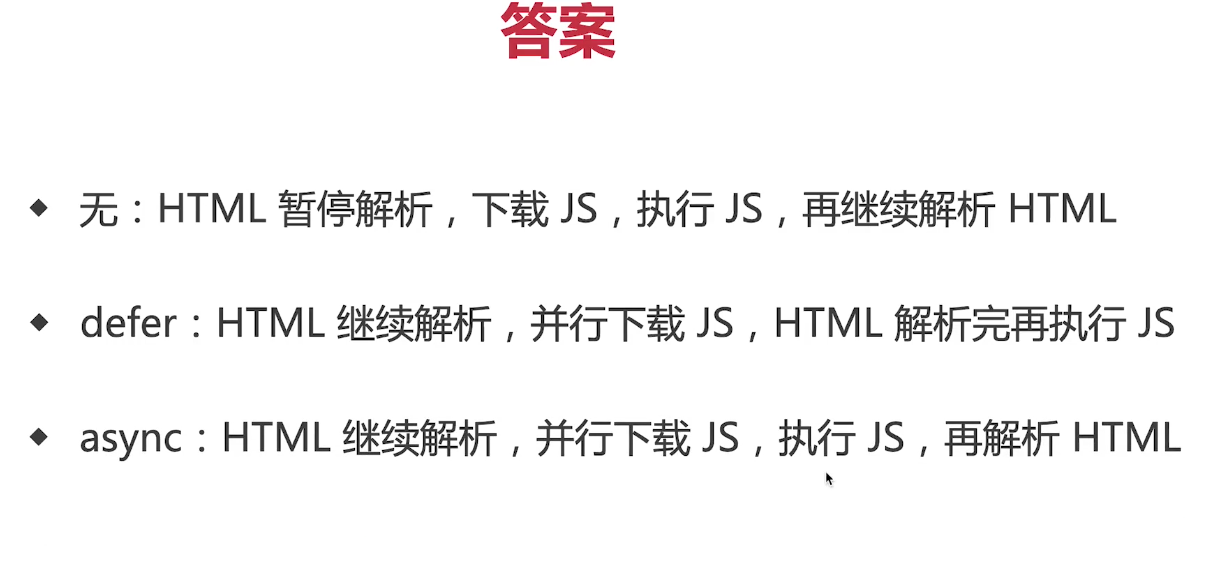 答案
◆ 无：HTML 暂停解析，下载 JS，执行 JS，再继续解析 HTML
◆ defer：HTML 继续解析，并行下载 JS，HTML 解析完再执行 JS
◆ async：HTML 继续解析，并行下载 JS，执行 JS，再解析 HTML